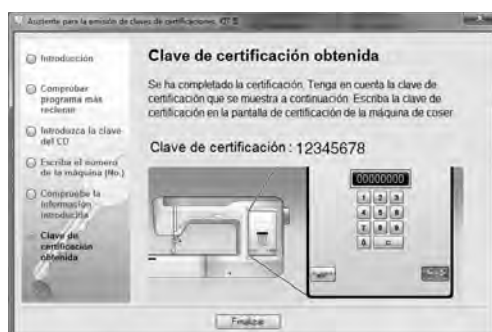 Asistente para la emisión de claves de certificaciones, KIT II
Introducción
Comprobar
programa más
reciente
Introduzca la clave
del CD
Escriba el número
de la máquina (No.)
Compruebe la
información
introducida
Clave de
certificación
obtenida
Clave de certificación obtenida
Se ha completado la certificación. Tenga en cuenta la clave de
certificación que se muestra a continuación. Escriba la clave de
certificación en la pantalla de certificación de la máquina de coser.
Clave de certificación : 12345678
00000000
1 2 3
4 5 6
7 8 9
0 C
Finalizar